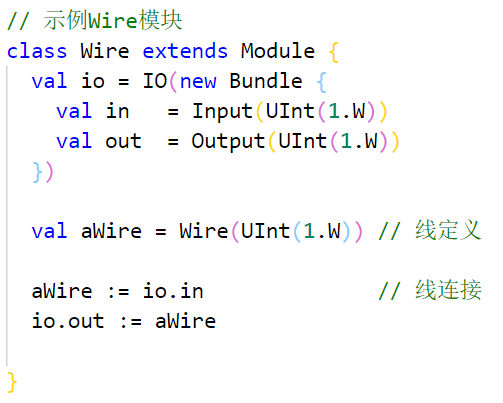 // 示例Wire模块
class Wire extends Module {
  val io = IO(new Bundle {
    val in   = Input(UInt(1.W))
    val out  = Output(UInt(1.W))
  })
  val aWire = Wire(UInt(1.W)) // 线定义
  aWire := io.in              // 线连接
  io.out := aWire
}